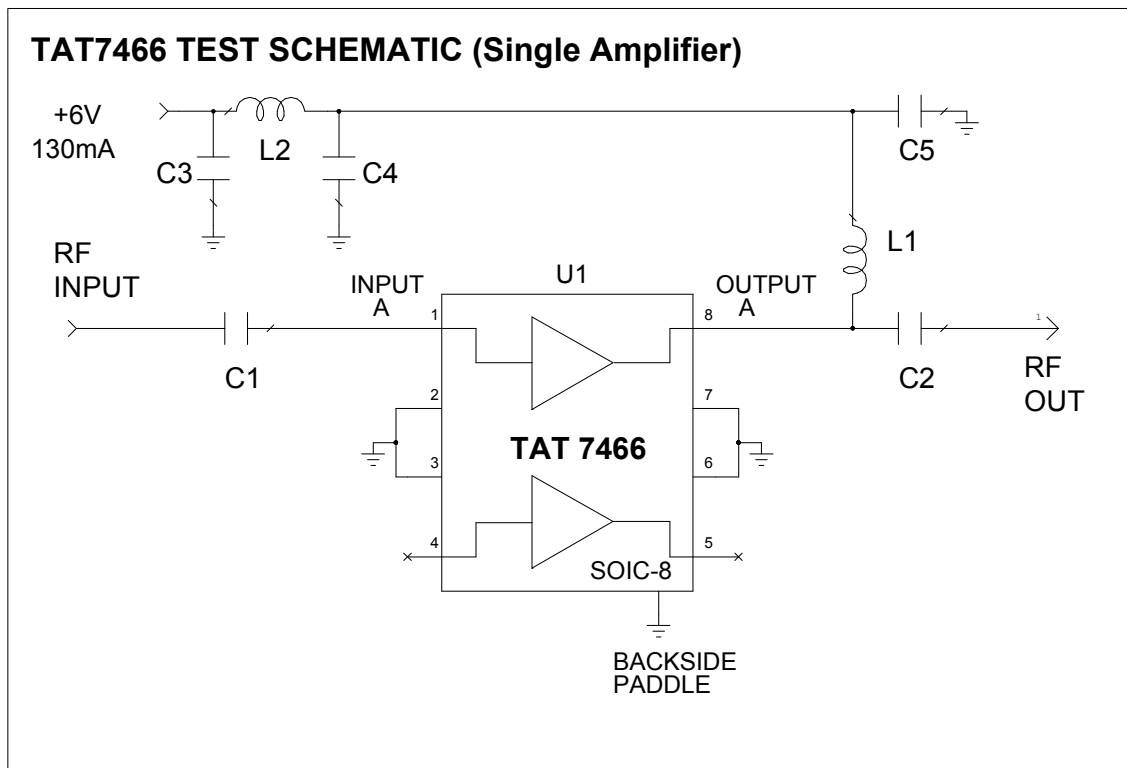 TAT7466 TEST SCHEMATIC (Single Amplifier)
+6V
130mA
L2
C3
C4
C5
L1
RF
INPUT
INPUT
A
U1
OUTPUT
A
1
8
1
C1
C2
RF
OUT
2
7
TAT 7466
3
6
4
5
SOIC-8
BACKSIDE
PADDLE